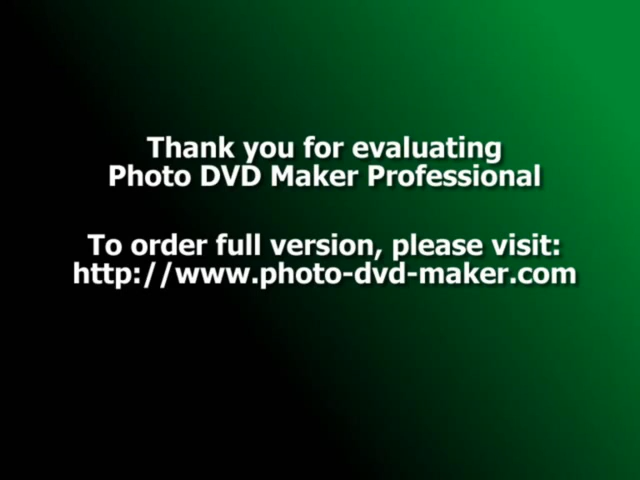 Thank you for evaluating
Photo DVD Maker Professional
To order full version, please visit:
http://www.photo-dvd-maker.com